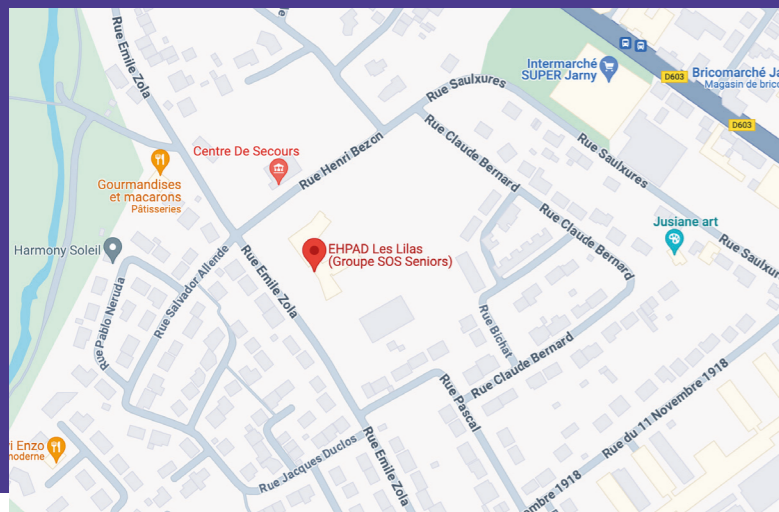 Rue Emile Zola
Intermarché
SUPER Jarny
D603
Bricomarché Ja
Magasin de brico
D603
Rue Saulxures
Rue Claude Bernard
Rue Saulxures
Centre De Secours
Rue Henri Bezon
Gourmandises
et macarons
Pâtisseries
Rue Claude Bernard
Jusiane art
Rue Saulxur
Harmony Soleil
Rue Salvador Allende
Rue Emile Zola
EHPAD Les Lilas
(Groupe SOS Seniors)
Rue Pablo Neruda
Rue Bichat
Rue Claude Bernard
Rue Pascal
Rue du 11 Novembre 1918
ri Enzo
moderne
Rue Jacques Duclos
Rue Emile Zola
embre 1918